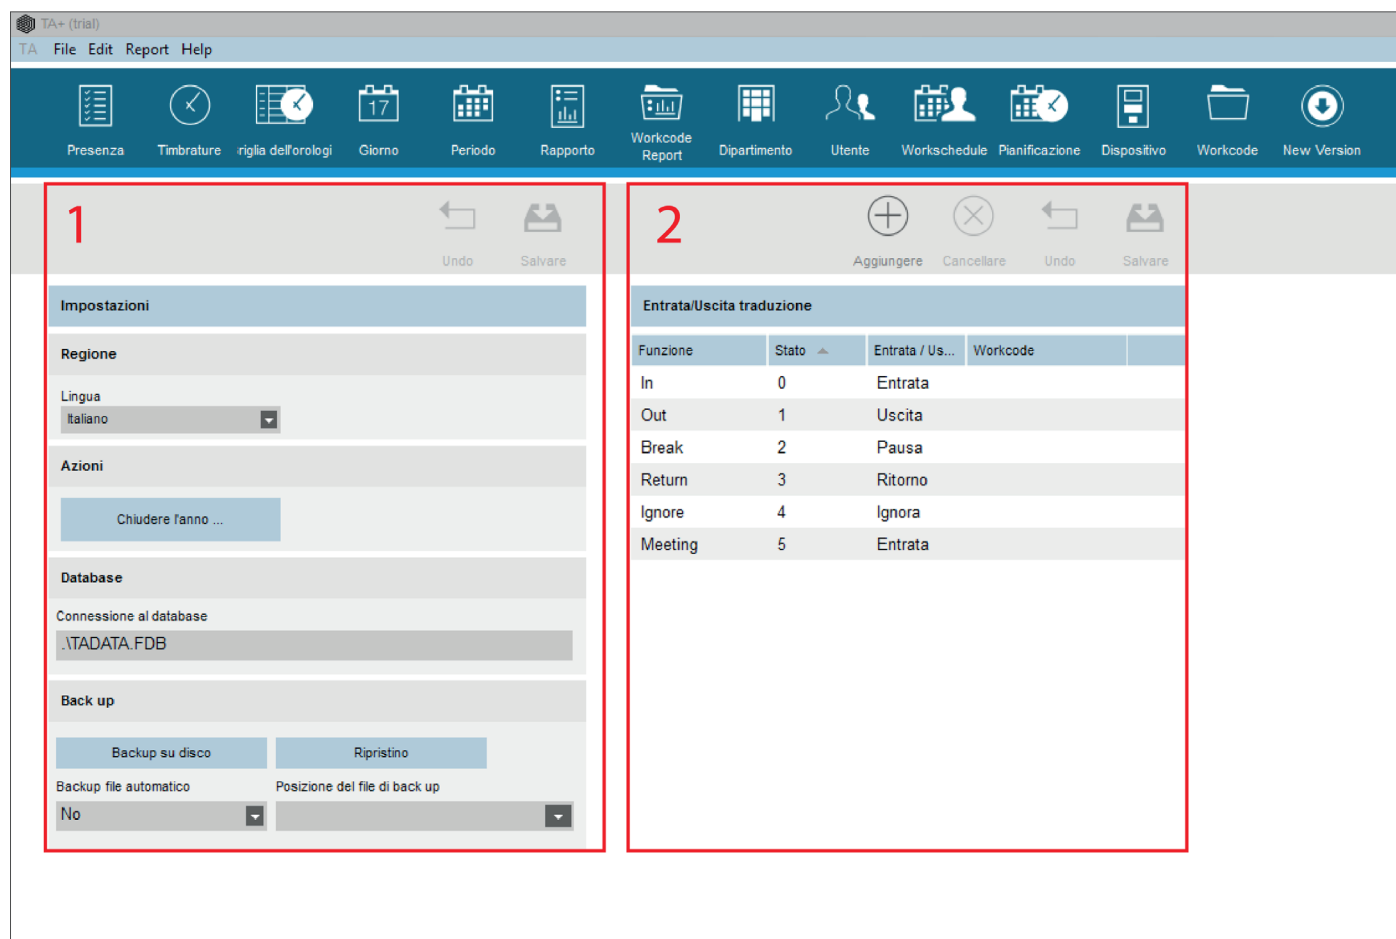 TA+ (trial)
TA File Edit Report Help
Presenza Timbrature riglia dell'orologi Giorno Periodo Rapporto Workcode Report Dipartimento Utente Workschedule Pianificazione Dispositivo Workcode New Version
17
1
Undo Salvare
2
Aggiungere Cancellare Undo Salvare
Impostazioni
Regione
Lingua
Italiano
Azioni
Chiudere l'anno ...
Database
Connessione al database
.\TADATA.FDB
Back up
Backup su disco Ripristino
Backup file automatico Posizione del file di back up
No
Entrata/Uscita traduzione
Funzione Stato Entrata / Us... Workcode
In 0 Entrata
Out 1 Uscita
Break 2 Pausa
Return 3 Ritorno
Ignore 4 Ignora
Meeting 5 Entrata